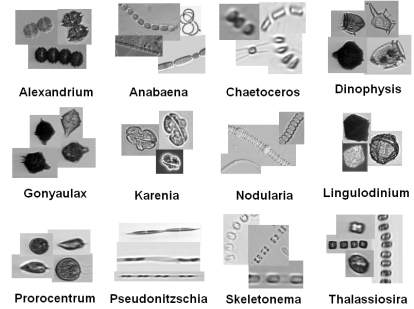 Alexandrium Anabaena Chaetoceros Dinophysis
Gonyaulax Karenia Nodularia Lingulodinium
Prorocentrum Pseudonitzschia Skeletonema Thalassiosira